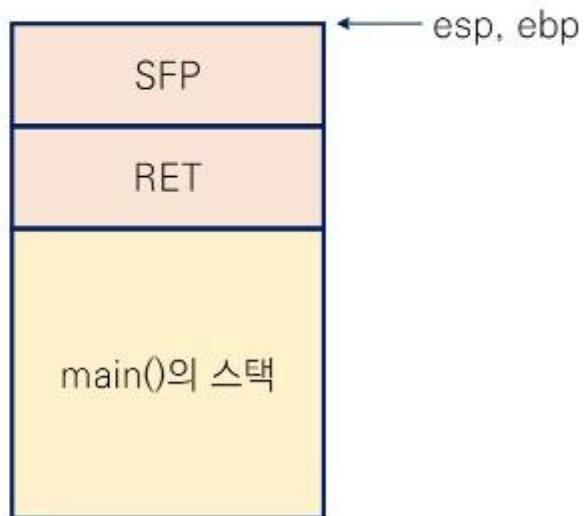 esp, ebp
SFP
RET
main()의 스택